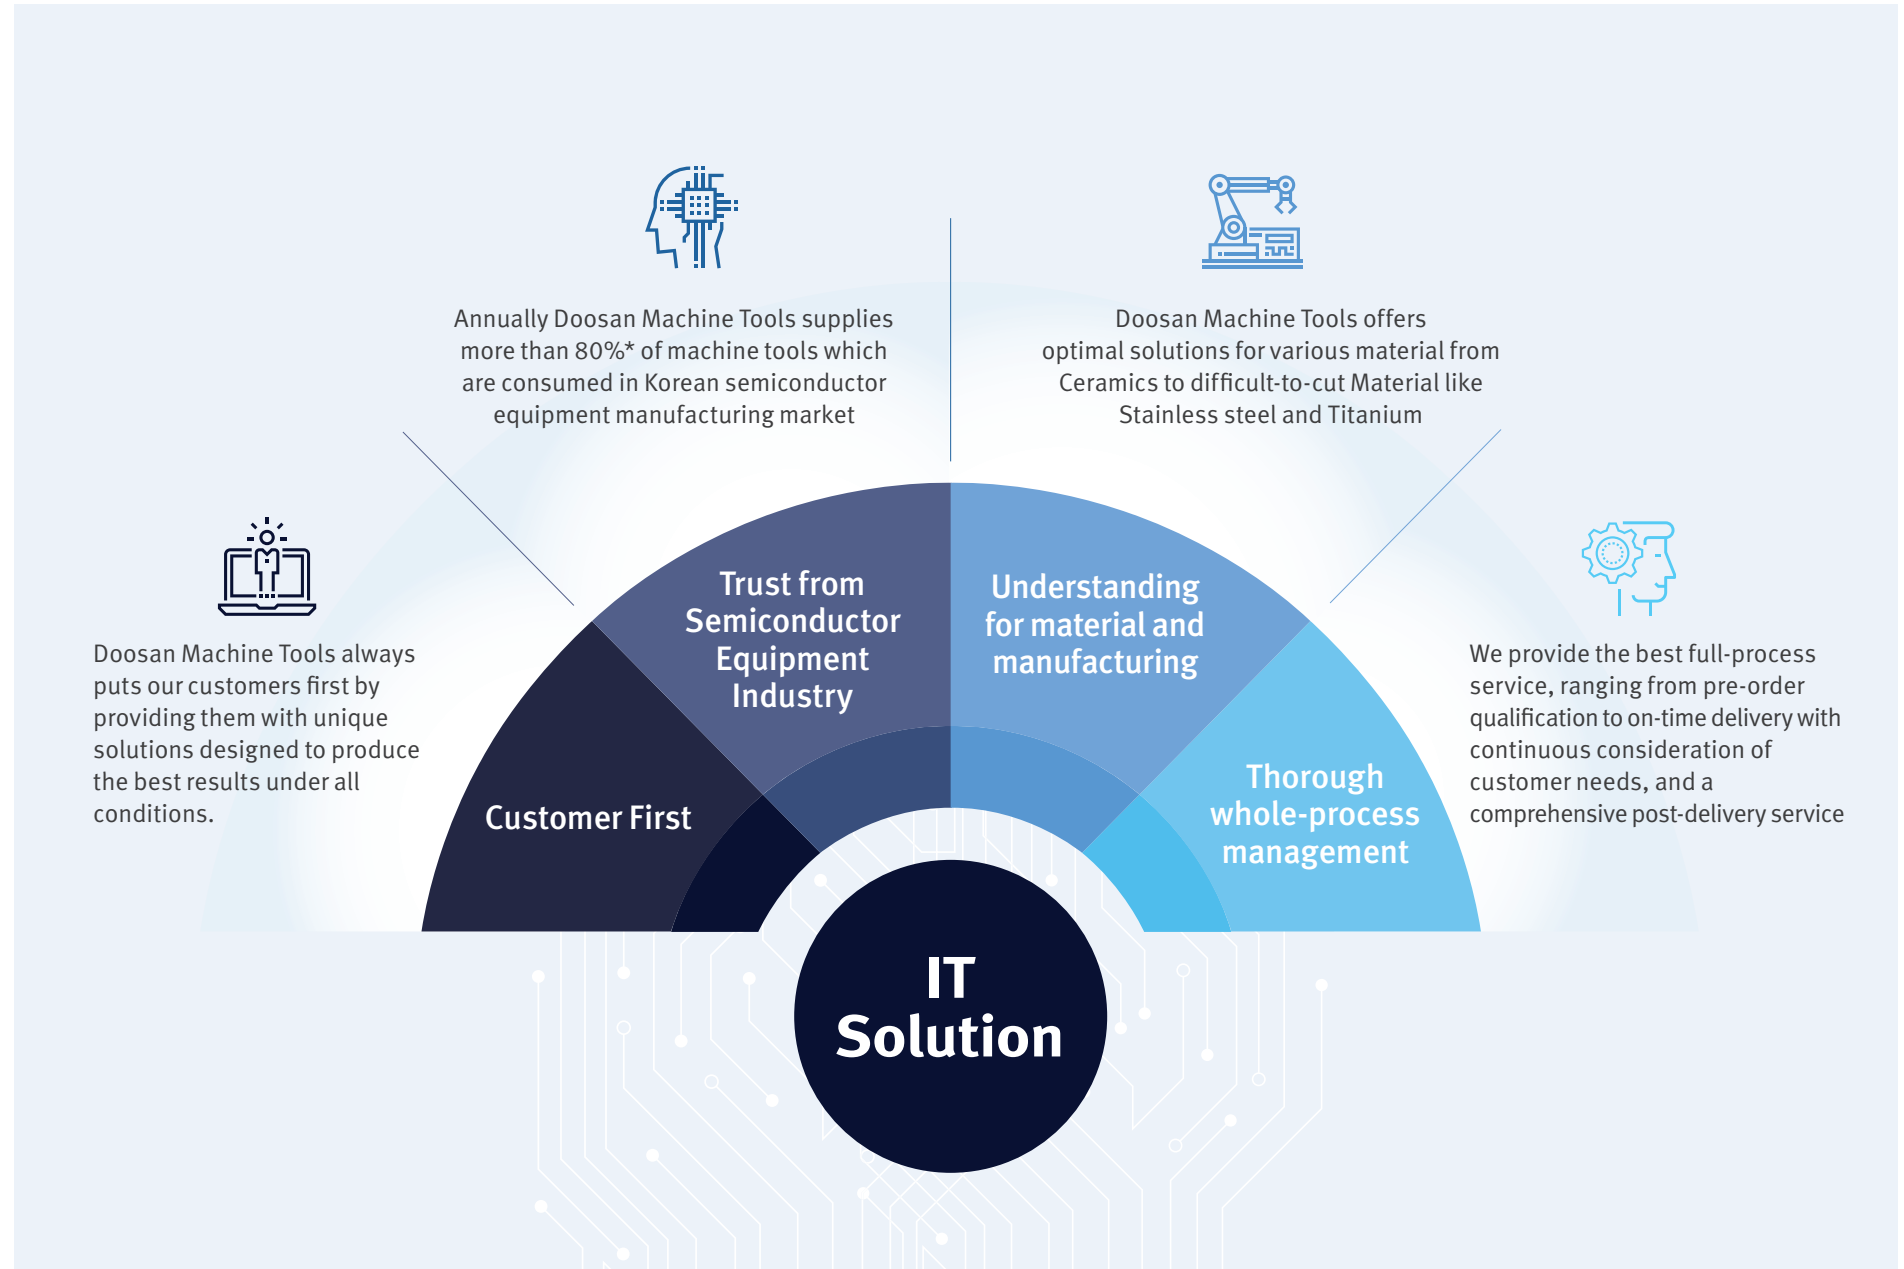 Annually Doosan Machine Tools supplies
more than 80%* of machine tools which
are consumed in Korean semiconductor
equipment manufacturing market
Doosan Machine Tools offers
optimal solutions for various material from
Ceramics to difficult-to-cut Material like
Stainless steel and Titanium
Doosan Machine Tools always
puts our customers first by
providing them with unique
solutions designed to produce
the best results under all
conditions.
Customer First
Trust from
Semiconductor
Equipment
Industry
Understanding
for material and
manufacturing
Thorough
whole-process
management
We provide the best full-process
service, ranging from pre-order
qualification to on-time delivery with
continuous consideration of
customer needs, and a
comprehensive post-delivery service
IT
Solution